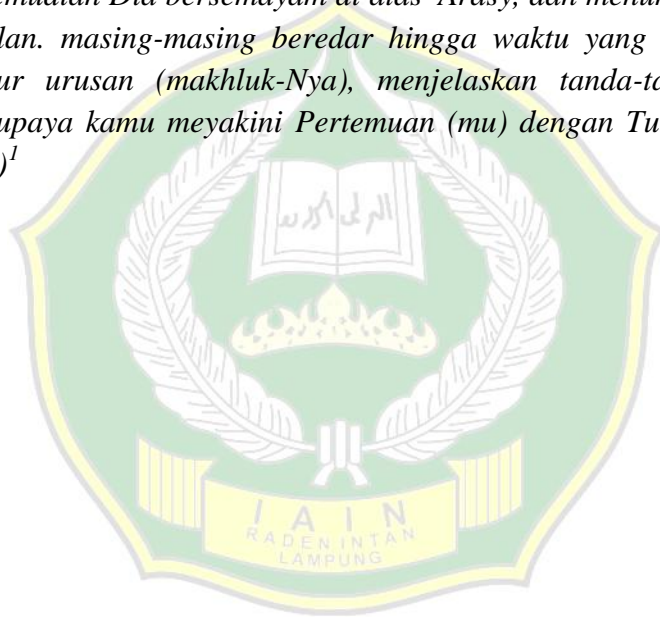 emudian Dia bersemayam di atas 'Arasy, dan menun
lan. masing-masing beredar hingga waktu yang
ur urusan (makhluk-Nya), menjelaskan tanda-ta
upaya kamu meyakini Pertemuan (mu) dengan Tu
)1
I A I N
RADEN INTAN
LAMPUNG